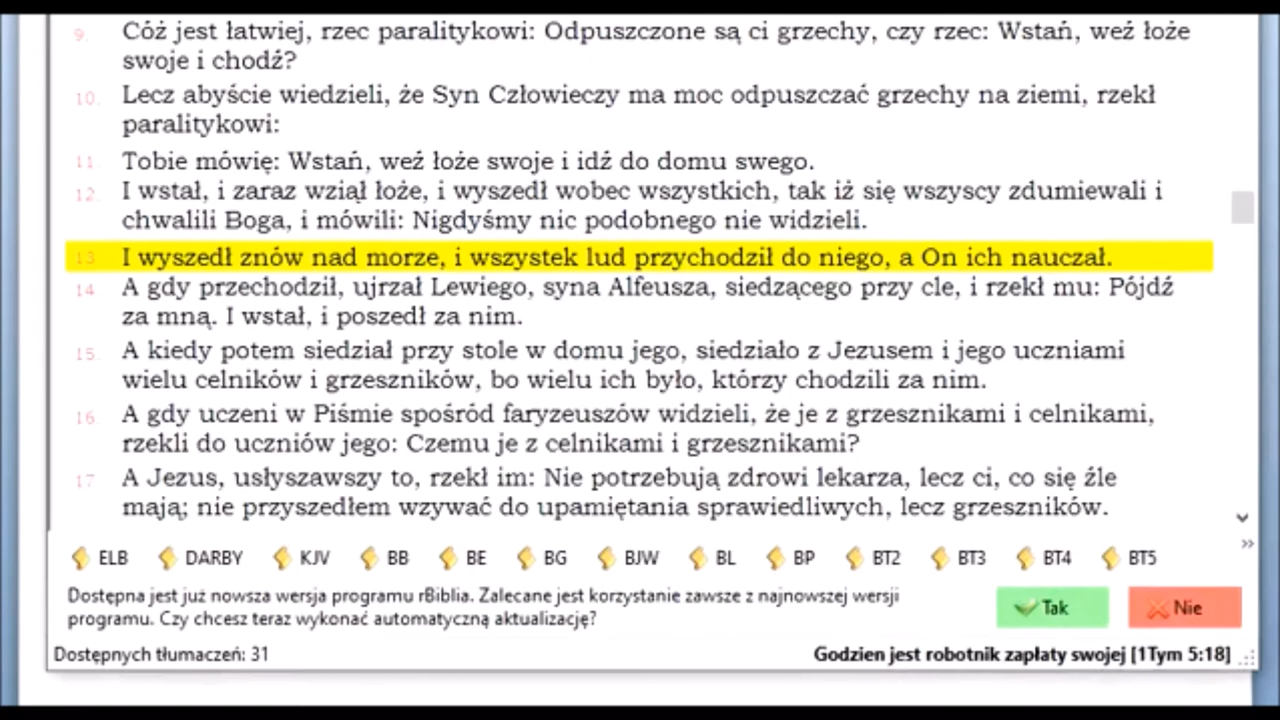 9. Cóż jest łatwiej, rzec paralitykowi: Odpuszczone są ci grzechy, czy rzec: Wstań, weź łoże
swoje i chodź?
10. Lecz abyście wiedzieli, że Syn Człowieczy ma moc odpuszczać grzechy na ziemi, rzekł
paralitykowi:
11. Tobie mówię: Wstań, weź łoże swoje i idź do domu swego.
12. I wstał, i zaraz wziął łoże, i wyszedł wobec wszystkich, tak iż się wszyscy zdumiewali i
chwalili Boga, i mówili: Nigdyśmy nic podobnego nie widzieli.
13. I wyszedł znów nad morze, i wszystek lud przychodził do niego, a On ich nauczał.
14. A gdy przechodził, ujrzał Lewiego, syna Alfeusza, siedzącego przy cle, i rzekł mu: Pójdź
za mną. I wstał, i poszedł za nim.
15. A kiedy potem siedział przy stole w domu jego, siedziało z Jezusem i jego uczniami
wielu celników i grzeszników, bo wielu ich było, którzy chodzili za nim.
16. A gdy uczeni w Piśmie spośród faryzeuszów widzieli, że je z grzesznikami i celnikami,
rzekli do uczniów jego: Czemu je z celnikami i grzesznikami?
17. A Jezus, usłyszawszy to, rzekł im: Nie potrzebują zdrowi lekarza, lecz ci, co się źle
mają; nie przyszedłem wzywać do upamiętania sprawiedliwych, lecz grzeszników.
ELB DARBY KJV BB BE BG BJW BL BP BT2 BT3 BT4 BT5
Dostępna jest już nowsza wersja programu rBiblia. Zalecane jest korzystanie zawsze z najnowszej wersji
programu. Czy chcesz teraz wykonać automatyczną aktualizację?
Tak Nie
Dostępnych tłumaczeń: 31 Godzien jest robotnik zapłaty swojej [1Tym 5:18]